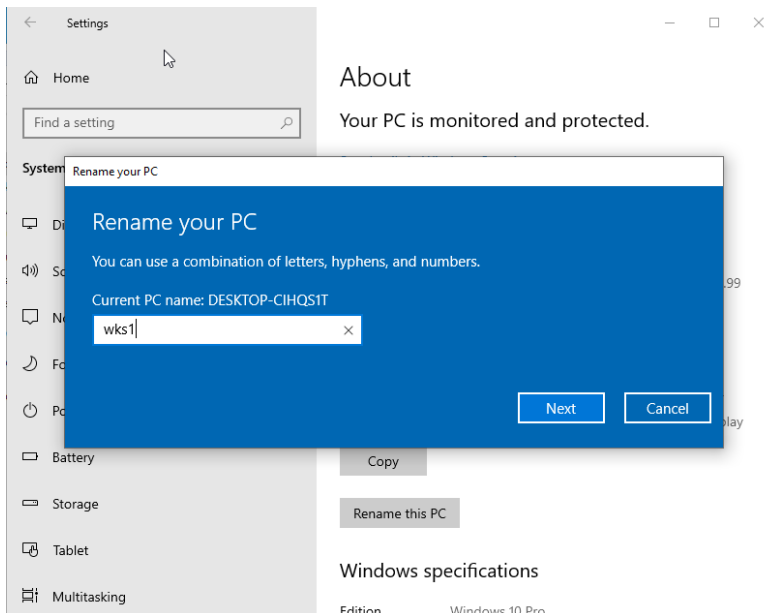 Settings
Home
Find a setting
System
Battery
Storage
Tablet
Multitasking
About
Your PC is monitored and protected.
Rename your PC
Rename your PC
You can use a combination of letters, hyphens, and numbers.
Current PC name: DESKTOP-CIHQS1T
wks1
Next
Cancel
.99
play
Copy
Rename this PC
Windows specifications
Edition Windows 10 Pro